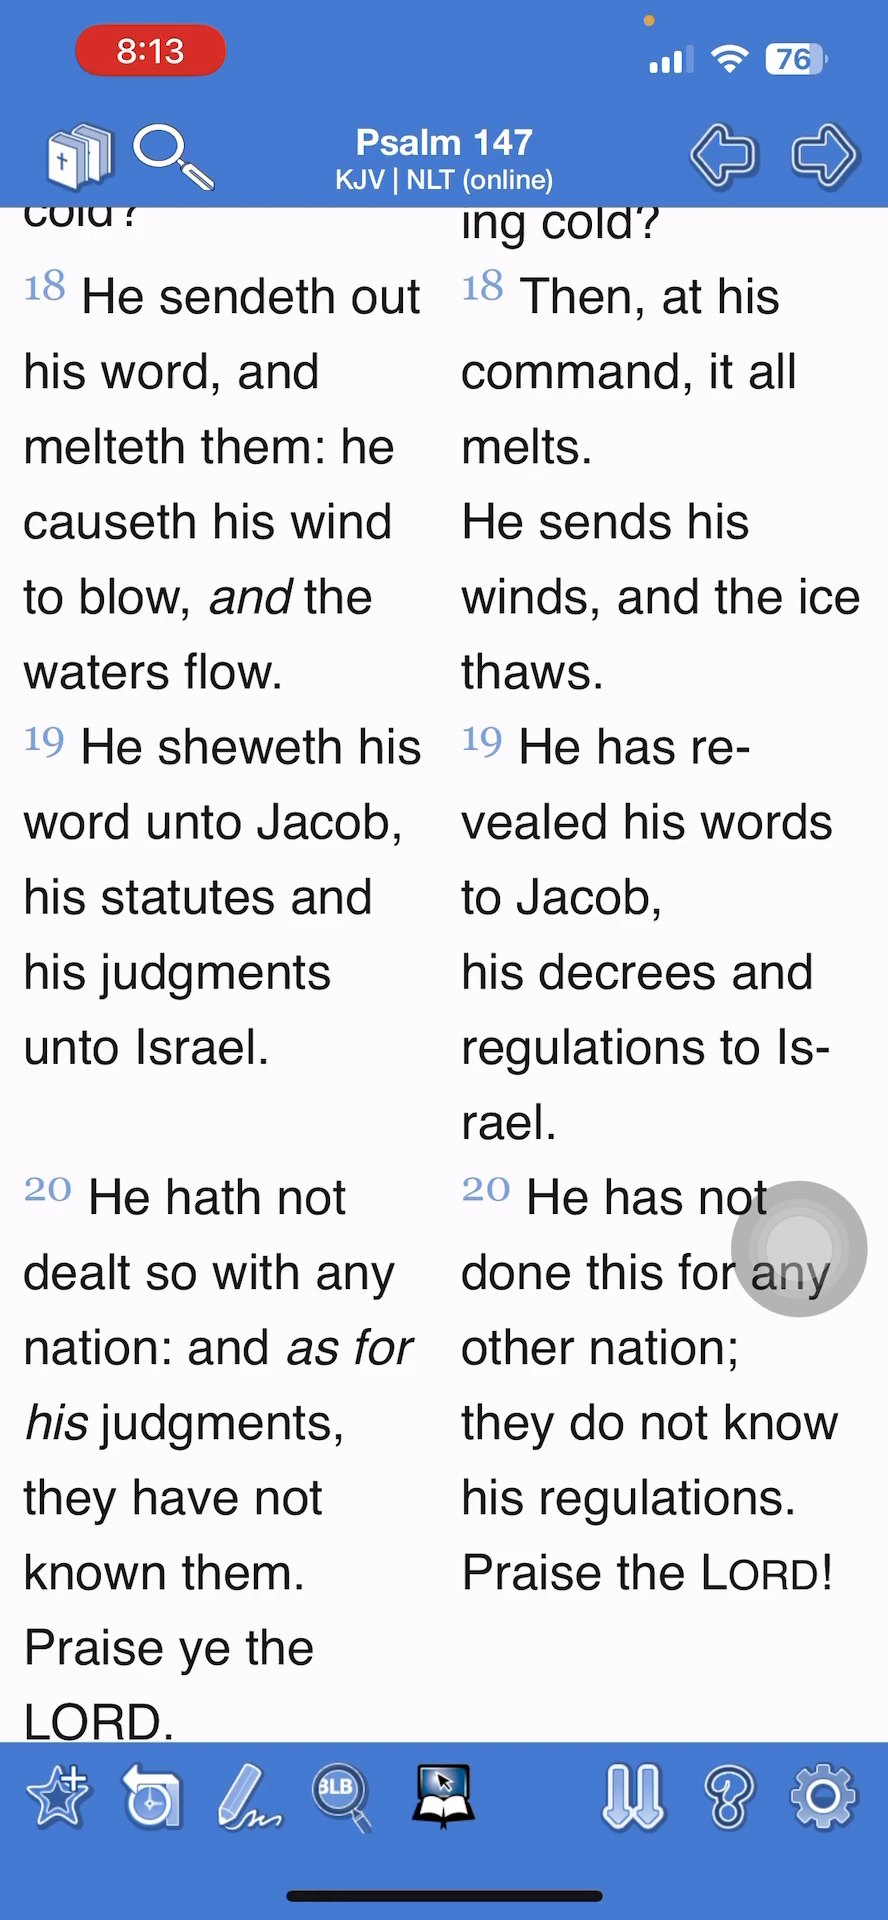 8:13
76
Psalm 147
KJV | NLT (online)
cold?
18 He sendeth out
his word, and
melteth them: he
causeth his wind
to blow, and the
waters flow.
19 He sheweth his
word unto Jacob,
his statutes and
his judgments
unto Israel.
20 He hath not
dealt so with any
nation: and as for
his judgments,
they have not
known them.
Praise ye the
LORD.
ing cold?
18 Then, at his
command, it all
melts.
He sends his
winds, and the ice
thaws.
19 He has re-
vealed his words
to Jacob,
his decrees and
regulations to Is-
rael.
20 He has not
done this for any
other nation;
they do not know
his regulations.
Praise the LORD!
BLB